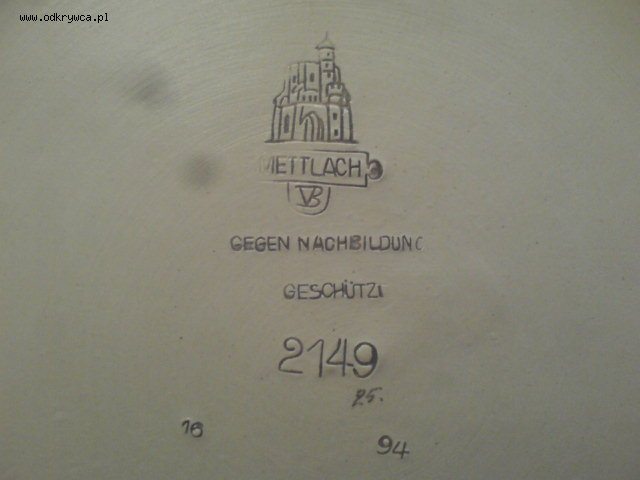 www.odkrywca.pl
METTLACH
VB
GEGEN NACHBILDUNG
GESCHÜTZT
2149
25.
16
94